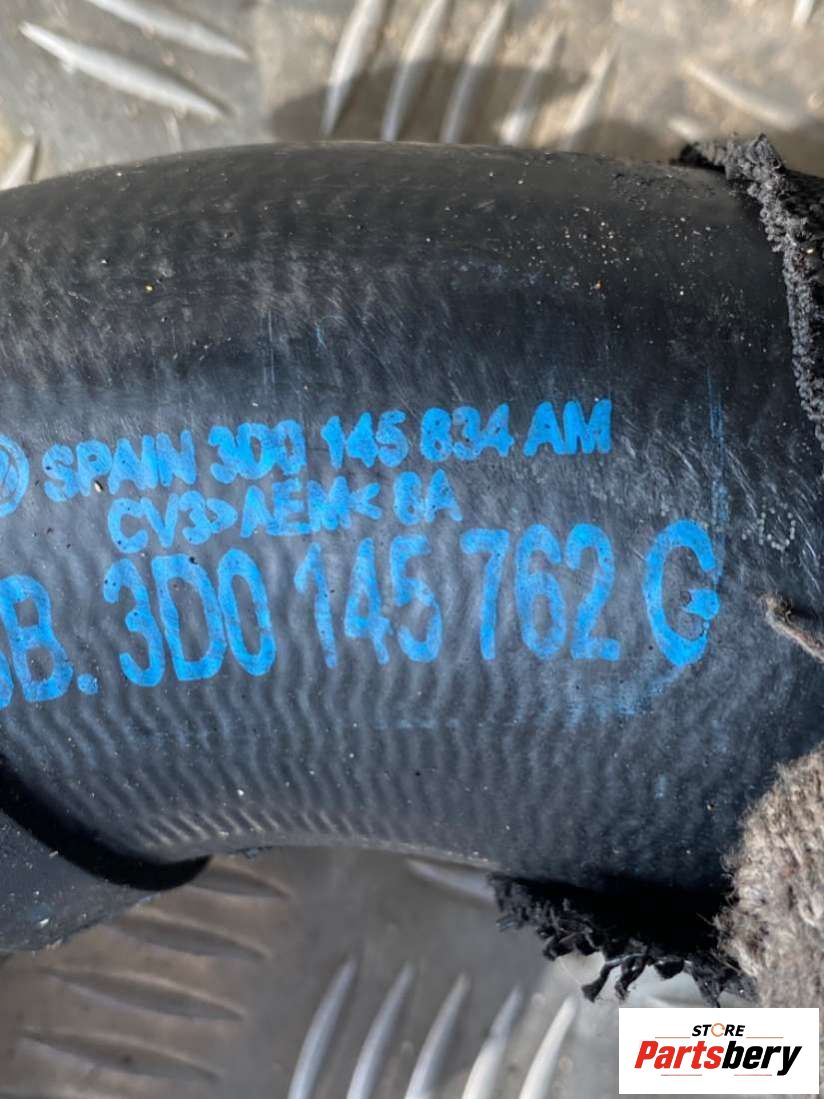 SPAIN 3D0 145 834 AM
CV3>AEM< 8A
B. 3D0 145 762 G
STORE
Partsbery